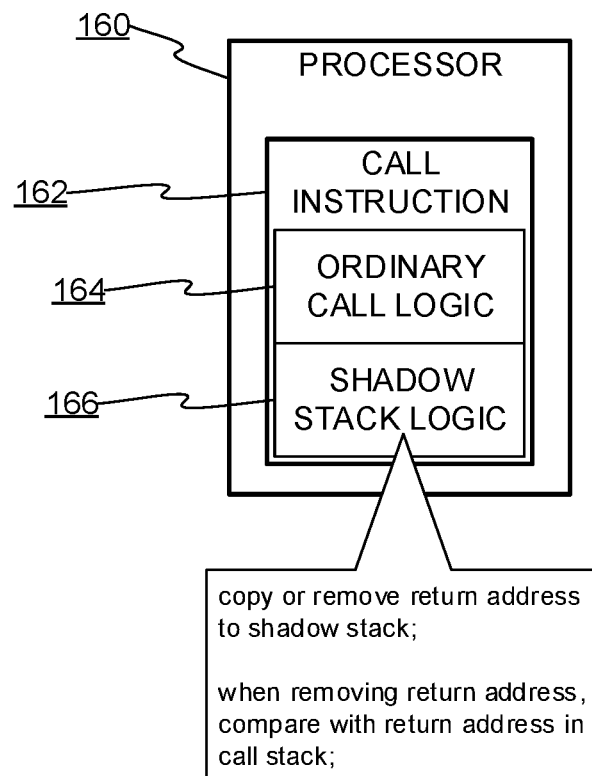 160
PROCESSOR
162
CALL
INSTRUCTION
164
ORDINARY
CALL LOGIC
166
SHADOW
STACK LOGIC
copy or remove return address
to shadow stack;
when removing return address,
compare with return address in
call stack;